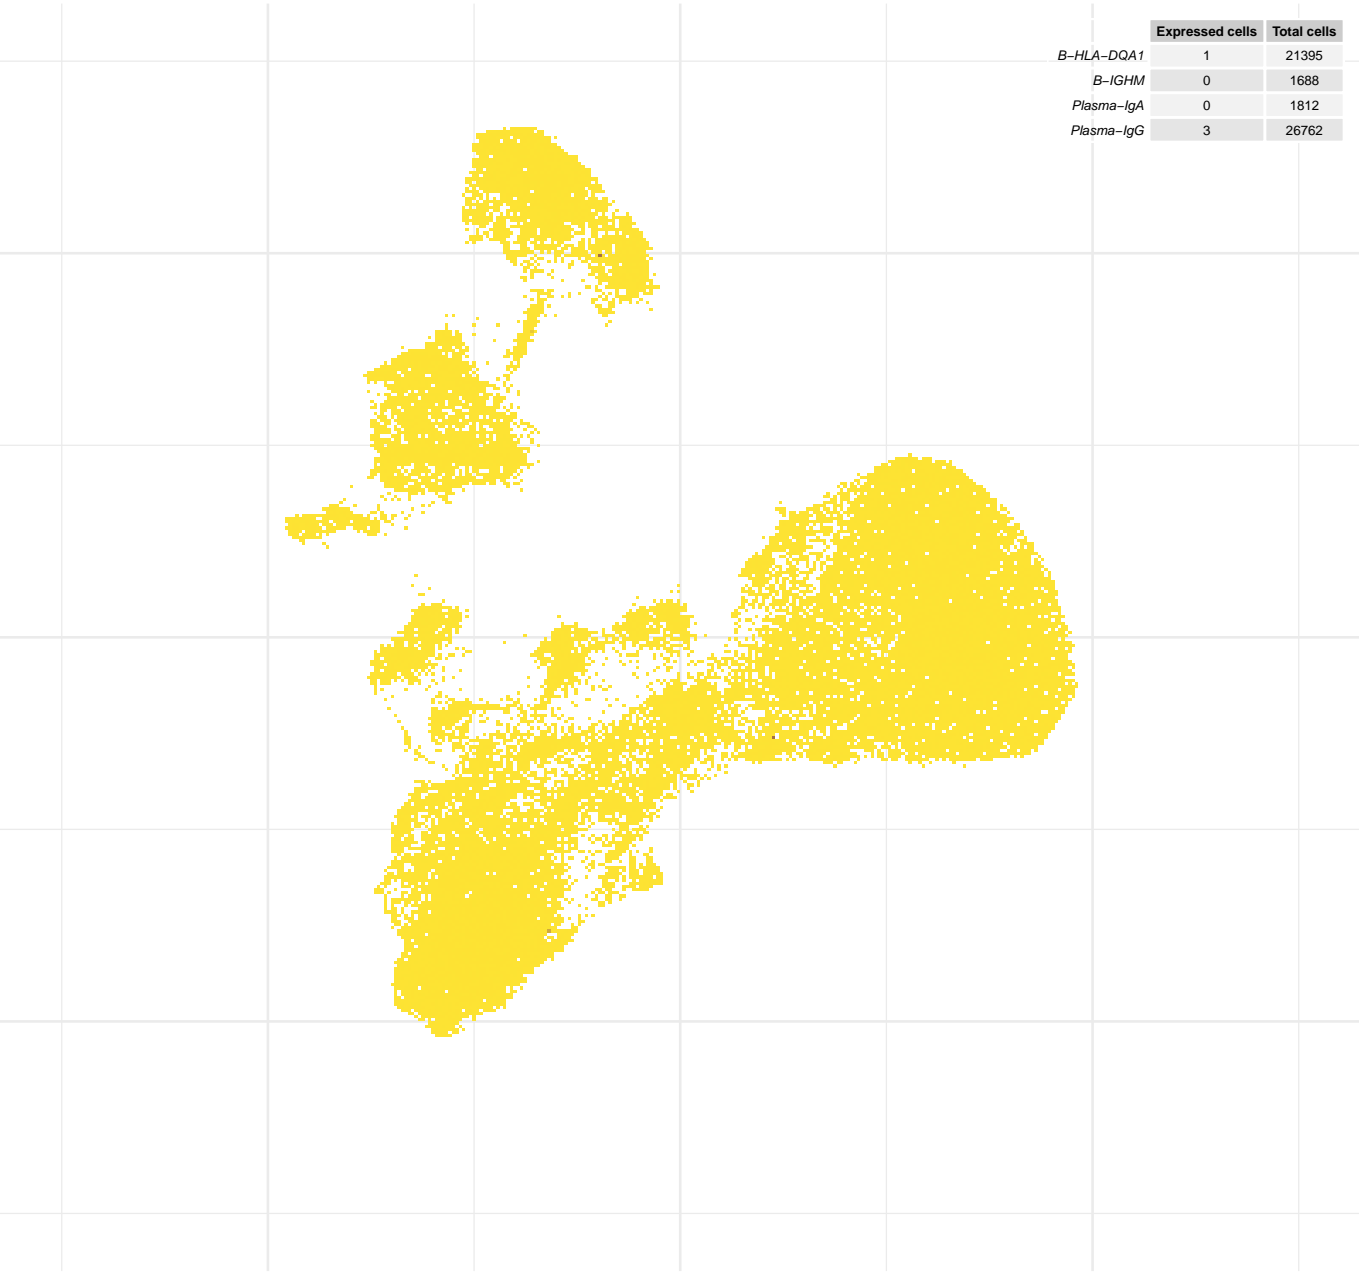 Expressed cells Total cells
B−HLA−DQA1 1 21395
B−IGHM 0 1688
Plasma−IgA 0 1812
Plasma−IgG 3 26762